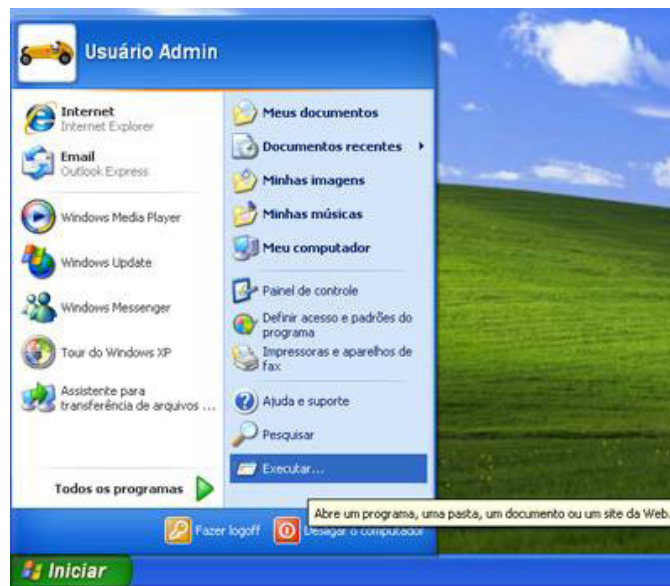 Usuário Admin
Internet
Internet Explorer
Email
Outlook Express
Windows Media Player
Windows Update
Windows Messenger
Tour do Windows XP
Assistente para
transferência de arquivos ...
Todos os programas
Meus documentos
Documentos recentes
Minhas imagens
Minhas músicas
Meu computador
Painel de controle
Definir acesso e padrões do
programa
Impressoras e aparelhos de
fax
Ajuda e suporte
Pesquisar
Executar...
Abre um programa, uma pasta, um documento ou um site da Web.
Fazer logoff
Desligar o computador
Iniciar